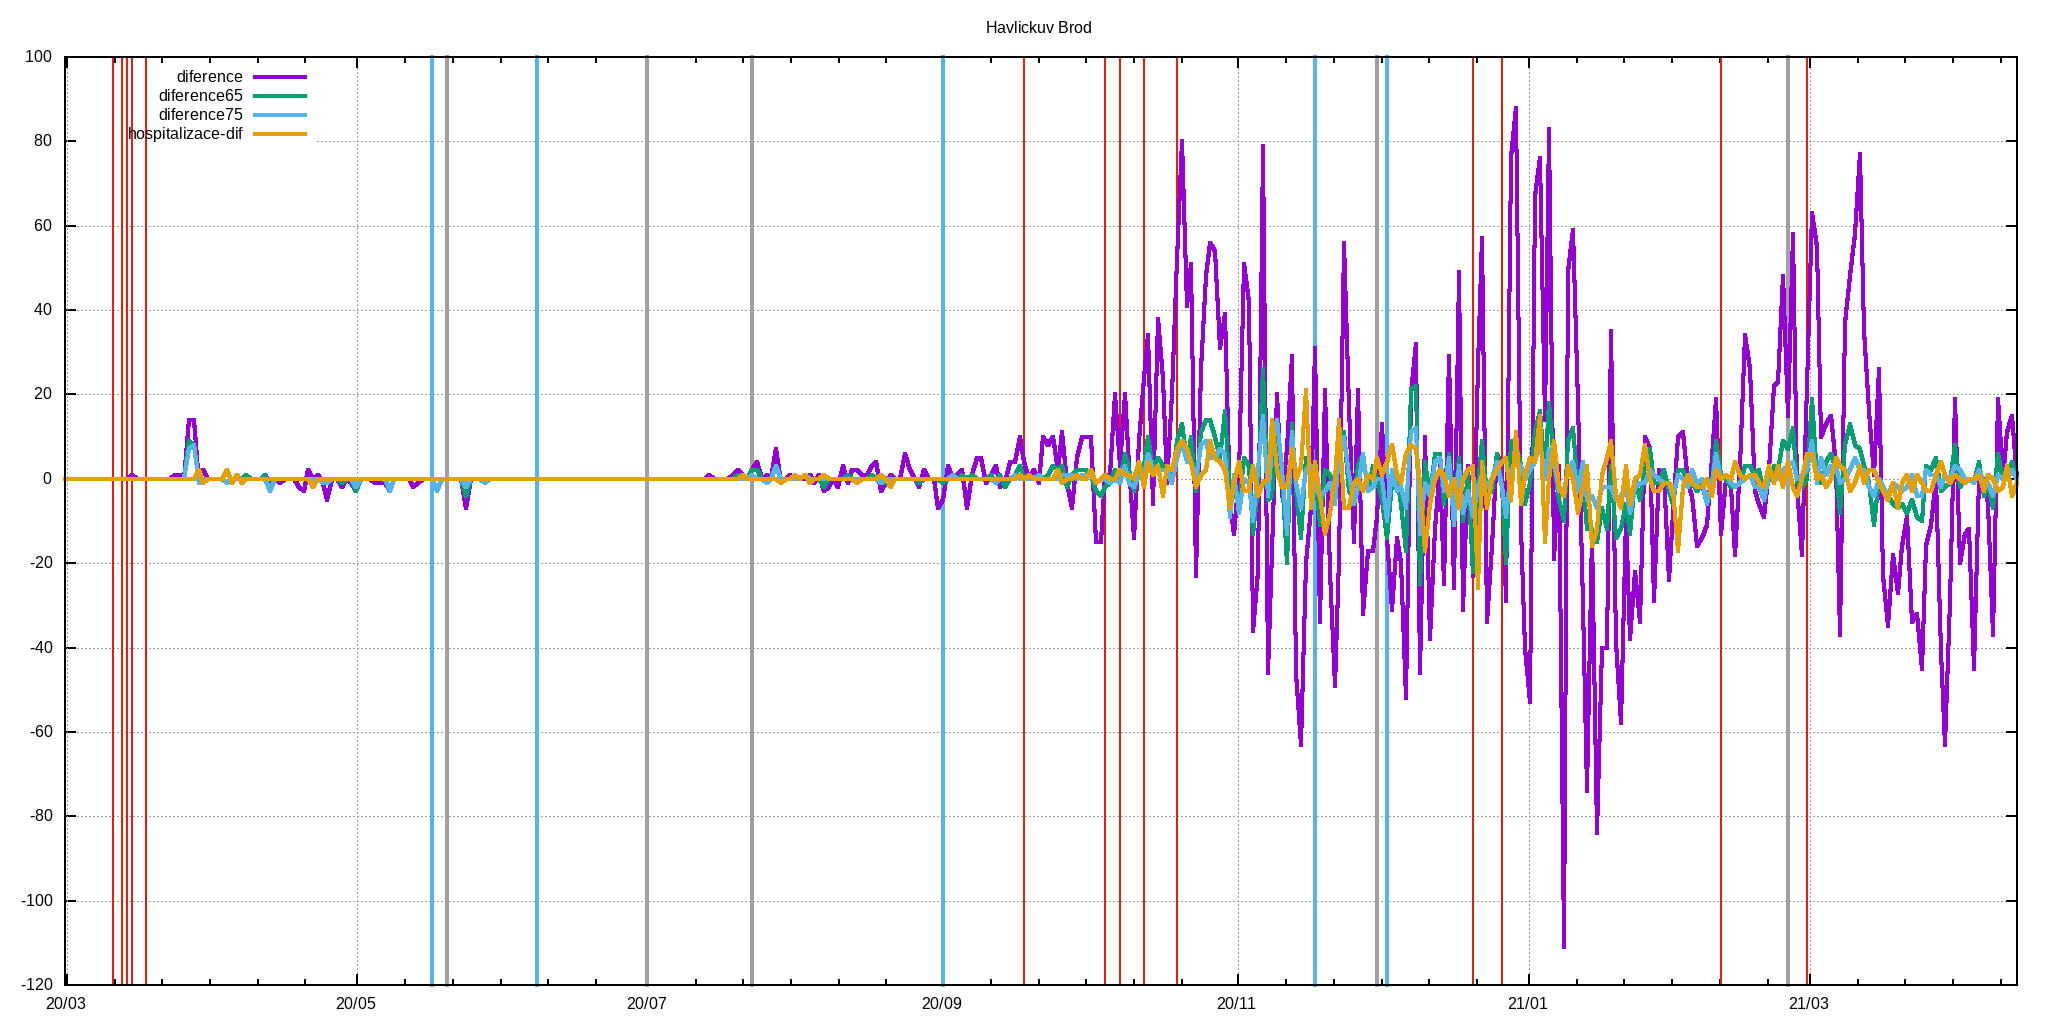 Havlickuv Brod
100
80
60
40
20
0
-20
-40
-60
-80
-100
-120
diference
diference65
diference75
hospitalizace-dif
20/03 20/05 20/07 20/09 20/11 21/01 21/03